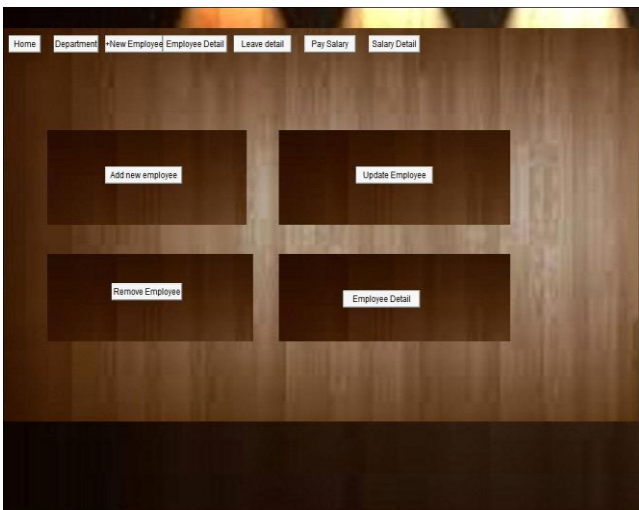 Home Department +New Employee Employee Detail Leave detail Pay Salary Salary Detail
Add new employee Update Employee
Remove Employee
Employee Detail